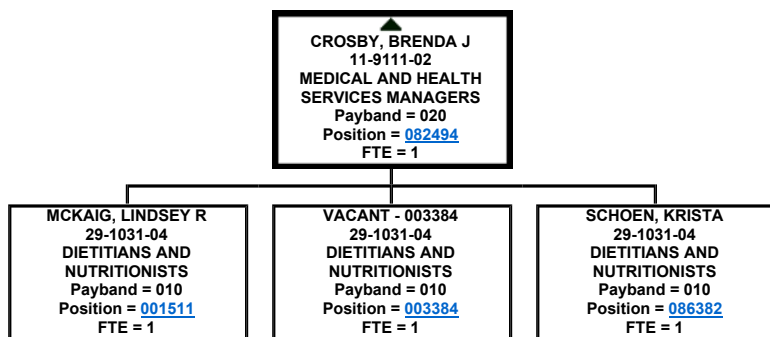 CROSBY, BRENDA J
11-9111-02
MEDICAL AND HEALTH
SERVICES MANAGERS
Payband = 020
Position = 082494
FTE = 1
MCKAIG, LINDSEY R
29-1031-04
DIETITIANS AND
NUTRITIONISTS
Payband = 010
Position = 001511
FTE = 1
VACANT - 003384
29-1031-04
DIETITIANS AND
NUTRITIONISTS
Payband = 010
Position = 003384
FTE = 1
SCHOEN, KRISTA
29-1031-04
DIETITIANS AND
NUTRITIONISTS
Payband = 010
Position = 086382
FTE = 1